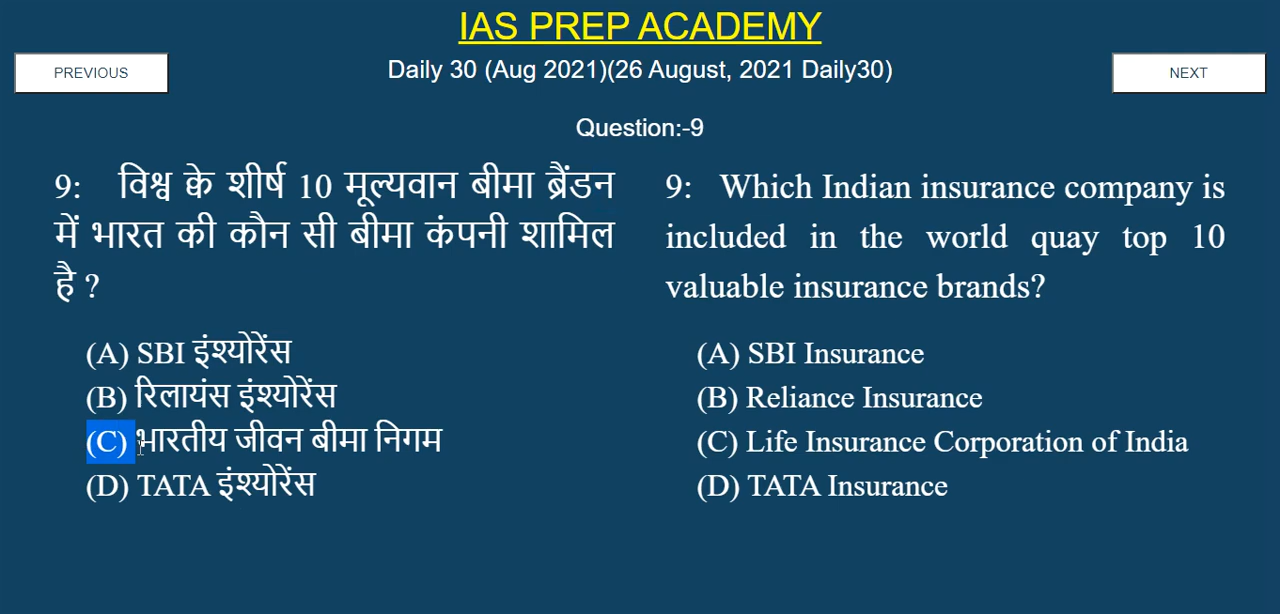 IAS PREP ACADEMY
PREVIOUS
Daily 30 (Aug 2021)(26 August, 2021 Daily30)
NEXT
Question:-9
9: विश्व के शीर्ष 10 मूल्यवान बीमा ब्रैंडन
में भारत की कौन सी बीमा कंपनी शामिल
है ?
(A) SBI इंश्योरेंस
(B) रिलायंस इंश्योरेंस
(C) भारतीय जीवन बीमा निगम
(D) TATA इंश्योरेंस
9: Which Indian insurance company is
included in the world quay top 10
valuable insurance brands?
(A) SBI Insurance
(B) Reliance Insurance
(C) Life Insurance Corporation of India
(D) TATA Insurance